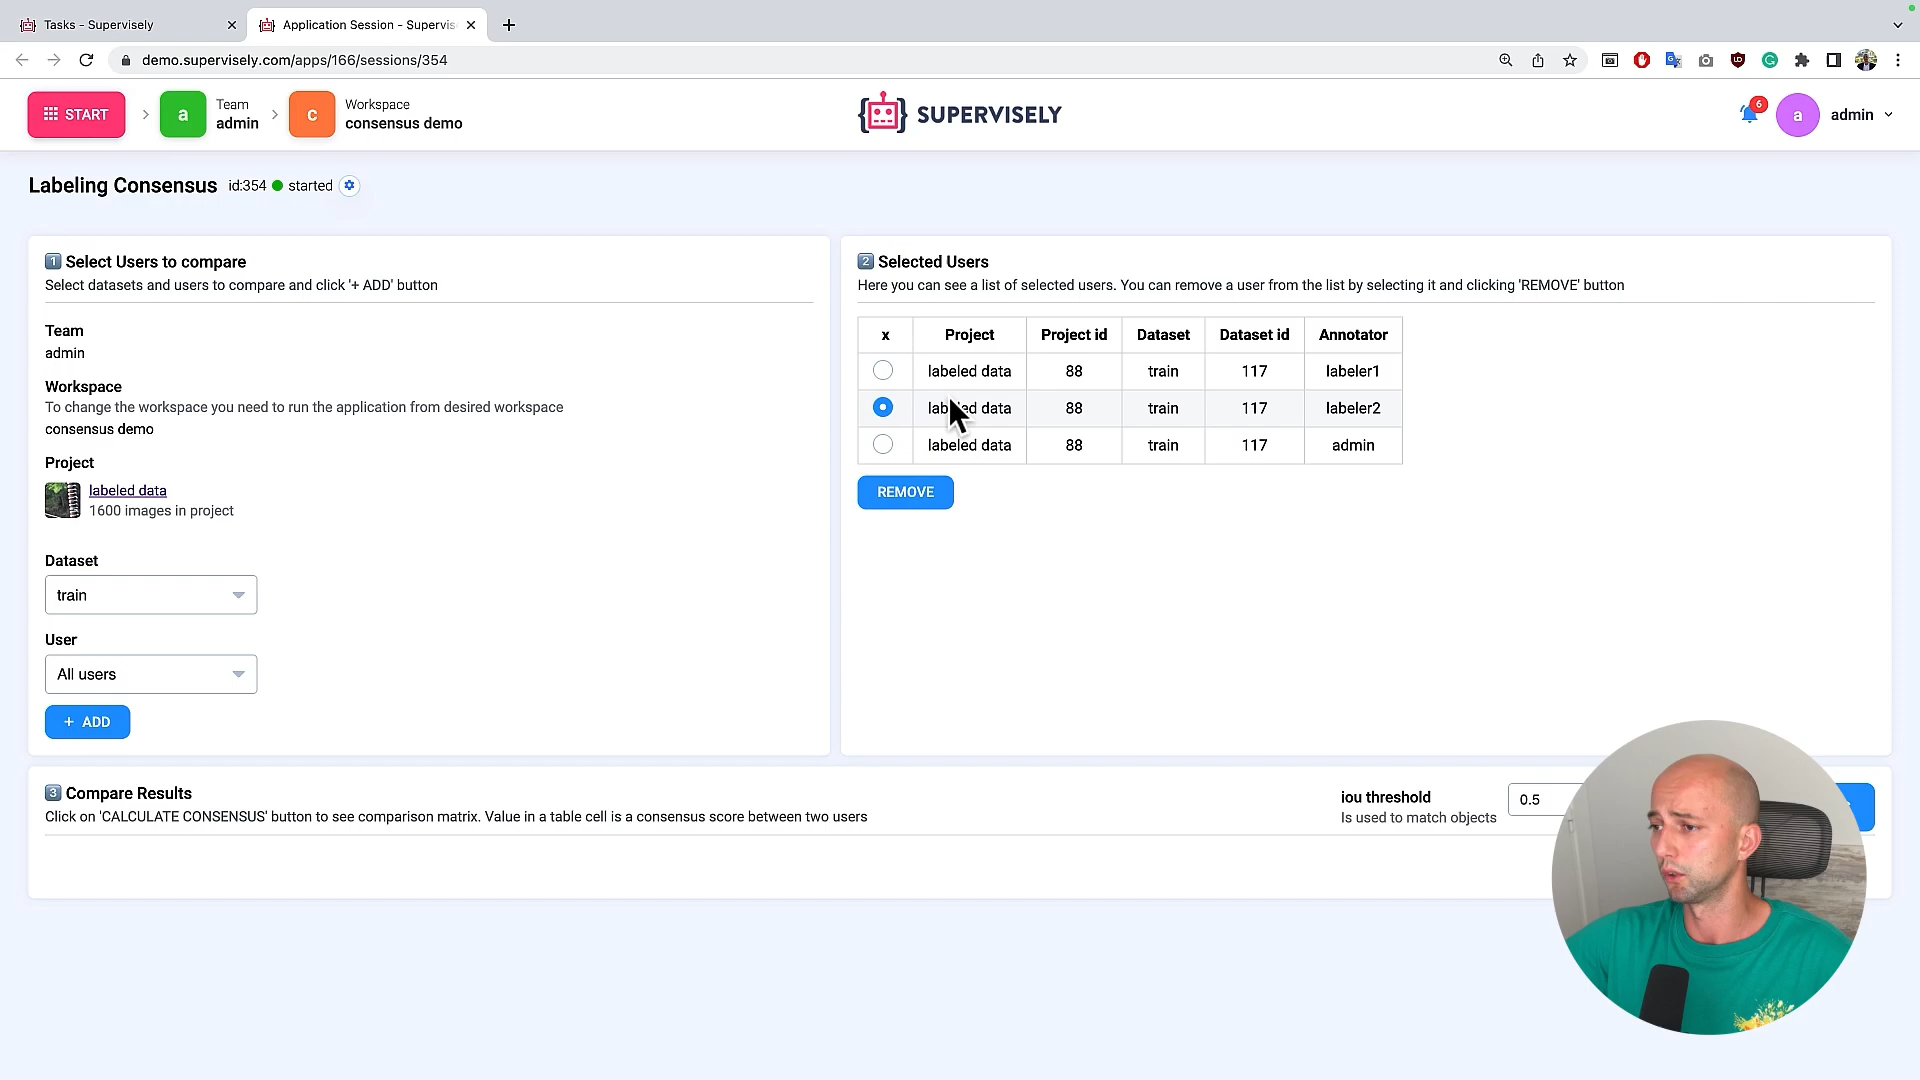 Tasks - Supervisely
Application Session - Supervis
demo.supervisely.com/apps/166/sessions/354
START
a
Team
admin
c
Workspace
consensus demo
SUPERVISELY
6
a
admin
Labeling Consensus
id:354
started
1 Select Users to compare
Select datasets and users to compare and click '+ ADD' button
Team
admin
Workspace
To change the workspace you need to run the application from desired workspace
consensus demo
Project
labeled data
1600 images in project
Dataset
train
User
All users
+ ADD
2 Selected Users
Here you can see a list of selected users. You can remove a user from the list by selecting it and clicking 'REMOVE' button
x Project Project id Dataset Dataset id Annotator
labeled data 88 train 117 labeler1
labeled data 88 train 117 labeler2
labeled data 88 train 117 admin
REMOVE
3 Compare Results
Click on 'CALCULATE CONSENSUS' button to see comparison matrix. Value in a table cell is a consensus score between two users
iou threshold
Is used to match objects
0.5